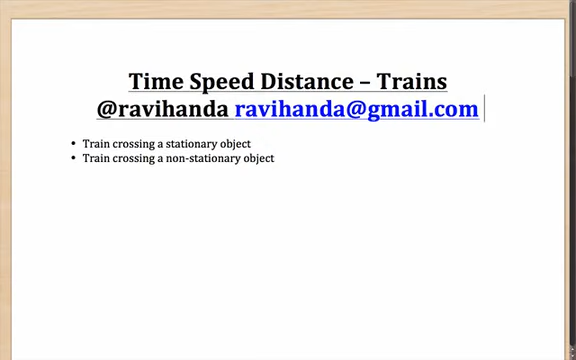 Time Speed Distance – Trains
@ravihanda ravihanda@gmail.com
• Train crossing a stationary object
• Train crossing a non-stationary object